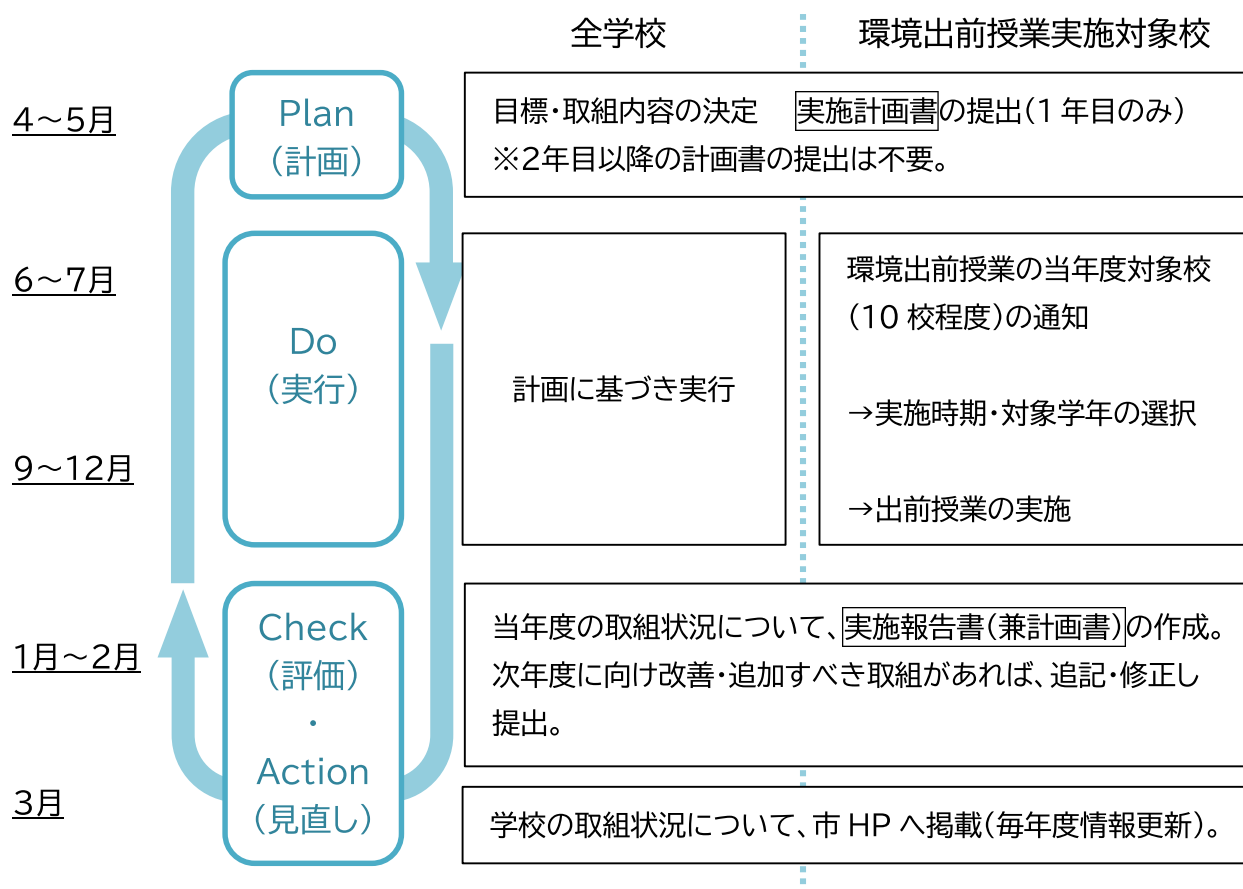 全学校
環境出前授業実施対象校
4～5月
Plan
（計画）
目標・取組内容の決定　実施計画書の提出（1年目のみ）
※2年目以降の計画書の提出は不要。
6～7月
9～12月
Do
（実行）
計画に基づき実行
環境出前授業の当年度対象校
（10 校程度）の通知
→実施時期・対象学年の選択
→出前授業の実施
1月～2月
Check
（評価）
・
Action
（見直し）
当年度の取組状況について、実施報告書（兼計画書）の作成。
次年度に向け改善・追加すべき取組があれば、追記・修正し
提出。
3月
学校の取組状況について、市 HP へ掲載（毎年度情報更新）。